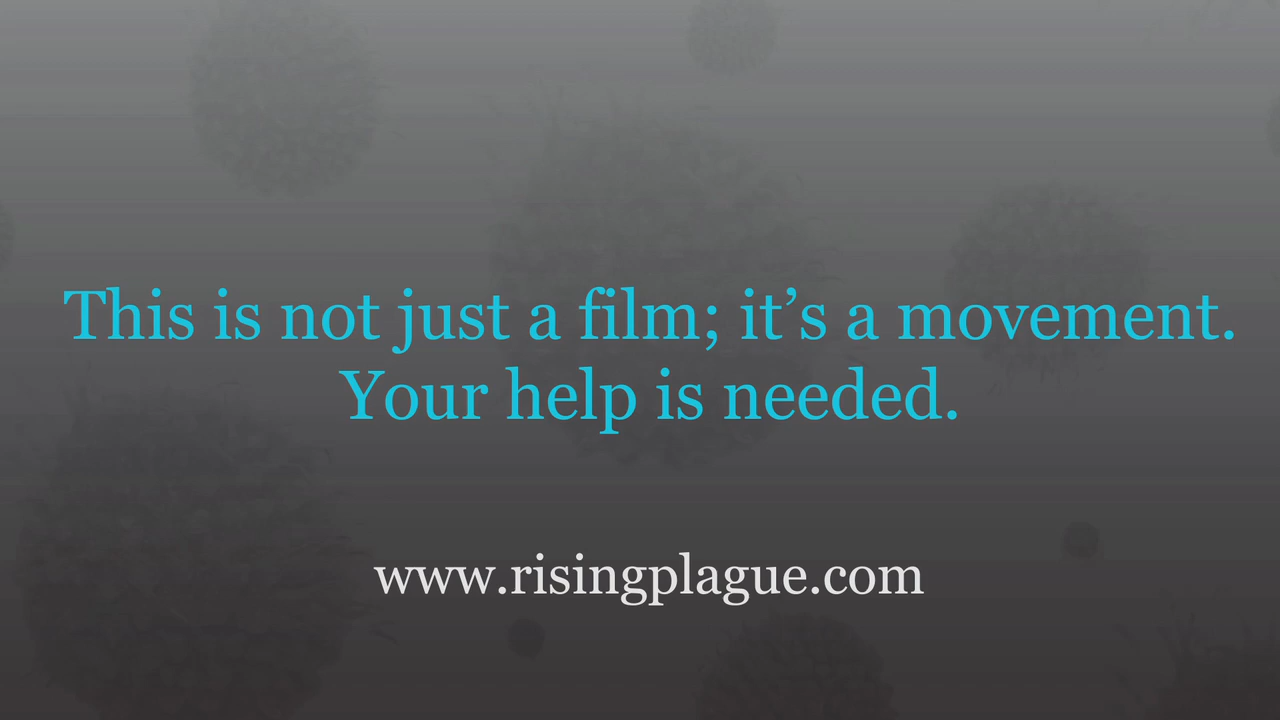 This is not just a film; it’s a movement.
Your help is needed.
www.risingplague.com